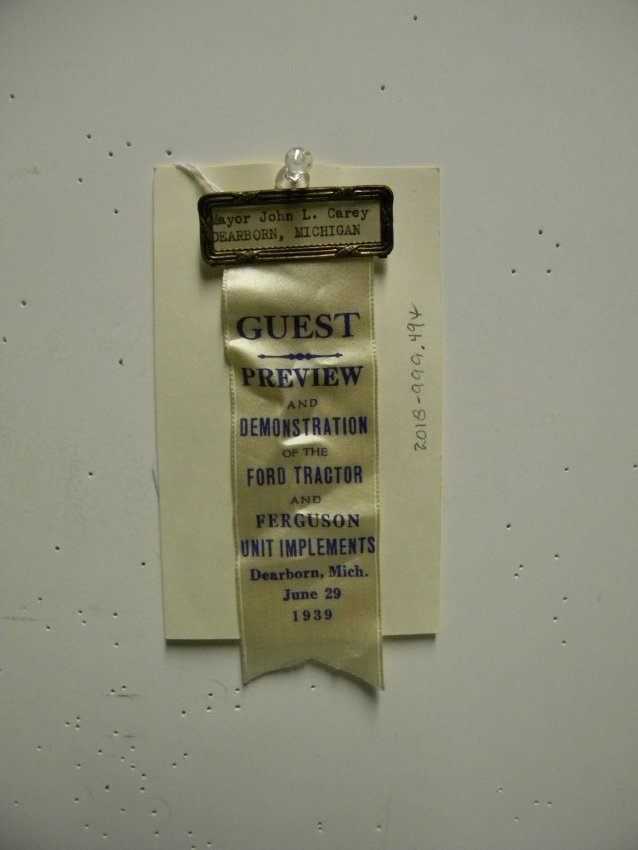 Mayor John L. Carey
DEARBORN, MICHIGAN
GUEST
PREVIEW
AND
DEMONSTRATION
OF THE
FORD TRACTOR
AND
FERGUSON
UNIT IMPLEMENTS
Dearborn, Mich.
June 29
1939
2018-999.494